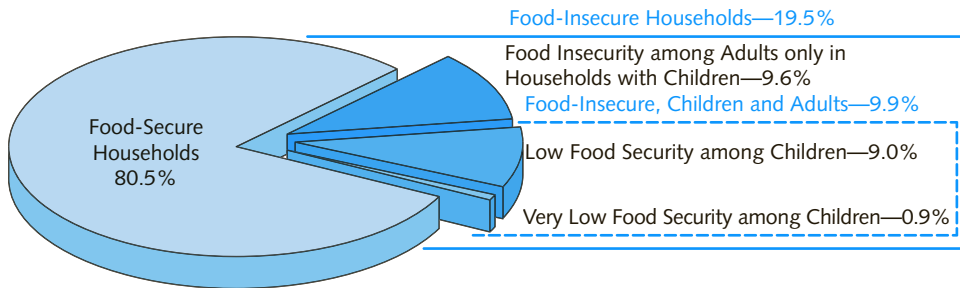 Food-Insecure Households—19.5%
Food Insecurity among Adults only in
Households with Children—9.6%
Food-Insecure, Children and Adults—9.9%
Food-Secure
Households
80.5%
Low Food Security among Children—9.0%
Very Low Food Security among Children—0.9%